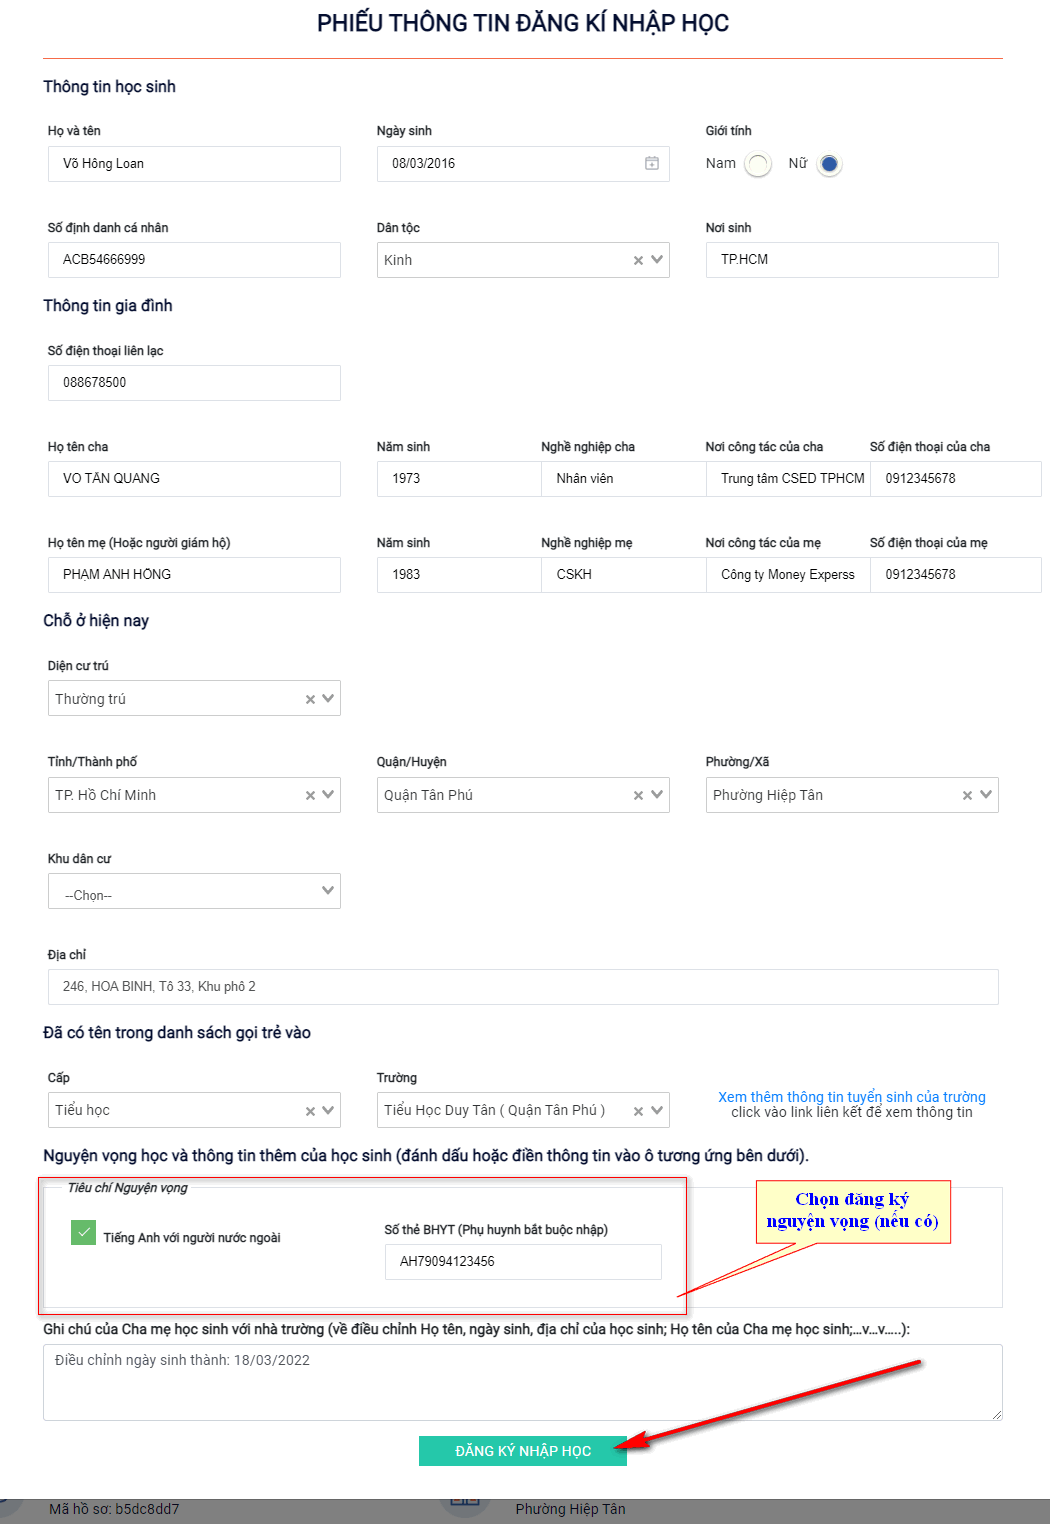 PHIẾU THÔNG TIN ĐĂNG KÍ NHẬP HỌC
Thông tin học sinh
Họ và tên
Ngày sinh
Giới tính
Võ Hông Loan
08/03/2016
Nam
Nữ
Số định danh cá nhân
Dân tộc
Nơi sinh
ACB54666999
Kinh
TP.HCM
Thông tin gia đình
Số điện thoại liên lạc
088678500
Họ tên cha
Năm sinh
Nghề nghiệp cha
Nơi công tác của cha
Số điện thoại của cha
VO TẤN QUANG
1973
Nhân viên
Trung tâm CSED TPHCM
0912345678
Họ tên mẹ (Hoặc người giám hộ)
Năm sinh
Nghề nghiệp mẹ
Nơi công tác của mẹ
Số điện thoại của mẹ
PHẠM ANH HỒNG
1983
CSKH
Công ty Money Experss
0912345678
Chỗ ở hiện nay
Diện cư trú
Thường trú
Tỉnh/Thành phố
Quận/Huyện
Phường/Xã
TP. Hồ Chí Minh
Quận Tân Phú
Phường Hiệp Tân
Khu dân cư
--Chọn--
Địa chỉ
246, HOA BINH, Tổ 33, Khu phố 2
Đã có tên trong danh sách gọi trẻ vào
Cấp
Trường
Tiểu học
Tiểu Học Duy Tân ( Quận Tân Phú )
Xem thêm thông tin tuyển sinh của trường
click vào link liên kết để xem thông tin
Nguyện vọng học và thông tin thêm của học sinh (đánh dấu hoặc điền thông tin vào ô tương ứng bên dưới).
Tiêu chí Nguyện vọng
Tiếng Anh với người nước ngoài
Số thẻ BHYT (Phụ huynh bắt buộc nhập)
AH79094123456
Chọn đăng ký
nguyện vọng (nếu có)
Ghi chú của Cha mẹ học sinh với nhà trường (về điều chỉnh Họ tên, ngày sinh, địa chỉ của học sinh; Họ tên của Cha mẹ học sinh;...v...v.....):
Điều chỉnh ngày sinh thành: 18/03/2022
ĐĂNG KÝ NHẬP HỌC
Mã hồ sơ: b5dc8dd7
Phường Hiệp Tân